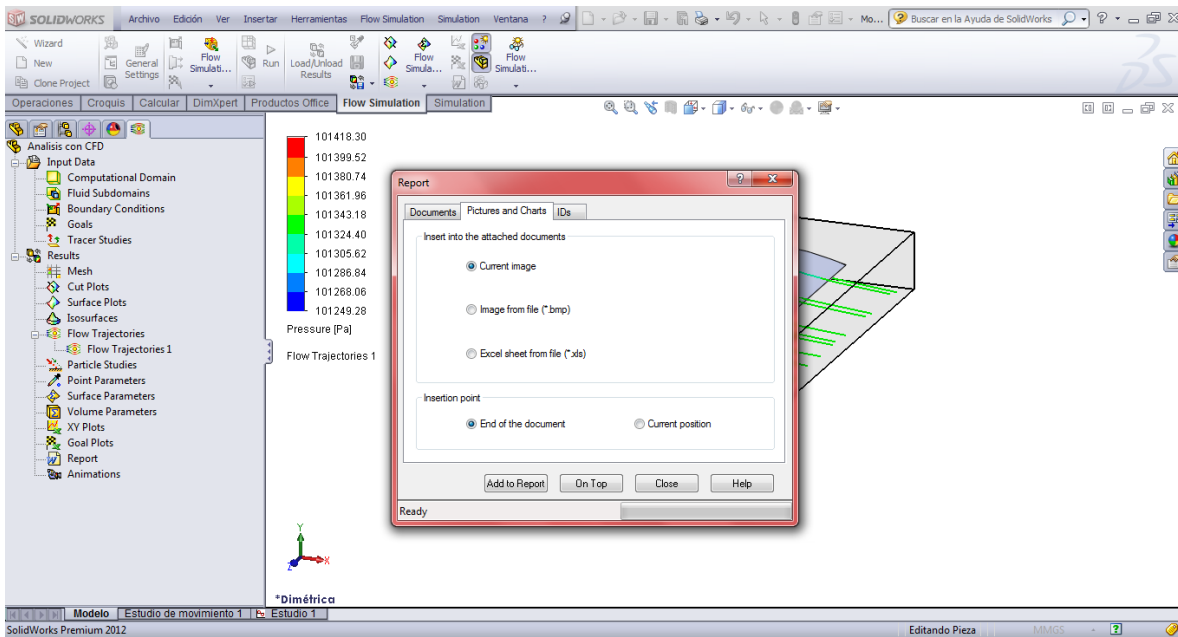 SOLIDWORKS Archivo Edición Ver Insertar Herramientas Flow Simulation Simulation Ventana ? Mo... Buscar en la Ayuda de SolidWorks
Wizard
New
Clone Project
General Settings
Flow Simulati...
Run
Load/Unload Results
Flow Simula...
Flow Simulati...
Operaciones Croquis Calcular DimXpert Productos Office Flow Simulation Simulation
Analisis con CFD
Input Data
Computational Domain
Fluid Subdomains
Boundary Conditions
Goals
Tracer Studies
Results
Mesh
Cut Plots
Surface Plots
Isosurfaces
Flow Trajectories
Flow Trajectories 1
Particle Studies
Point Parameters
Surface Parameters
Volume Parameters
XY Plots
Goal Plots
Report
Animations
101418.30
101399.52
101380.74
101361.96
101343.18
101324.40
101305.62
101286.84
101268.06
101249.28
Pressure [Pa]
Flow Trajectories 1
Report
Documents Pictures and Charts IDs
Insert into the attached documents
Current image
Image from file (*.bmp)
Excel sheet from file (*.xls)
Insertion point
End of the document Current position
Add to Report On Top Close Help
Ready
Y
X
Z
*Dimétrica
Modelo Estudio de movimiento 1 Estudio 1
SolidWorks Premium 2012 Editando Pieza MMGS - ?